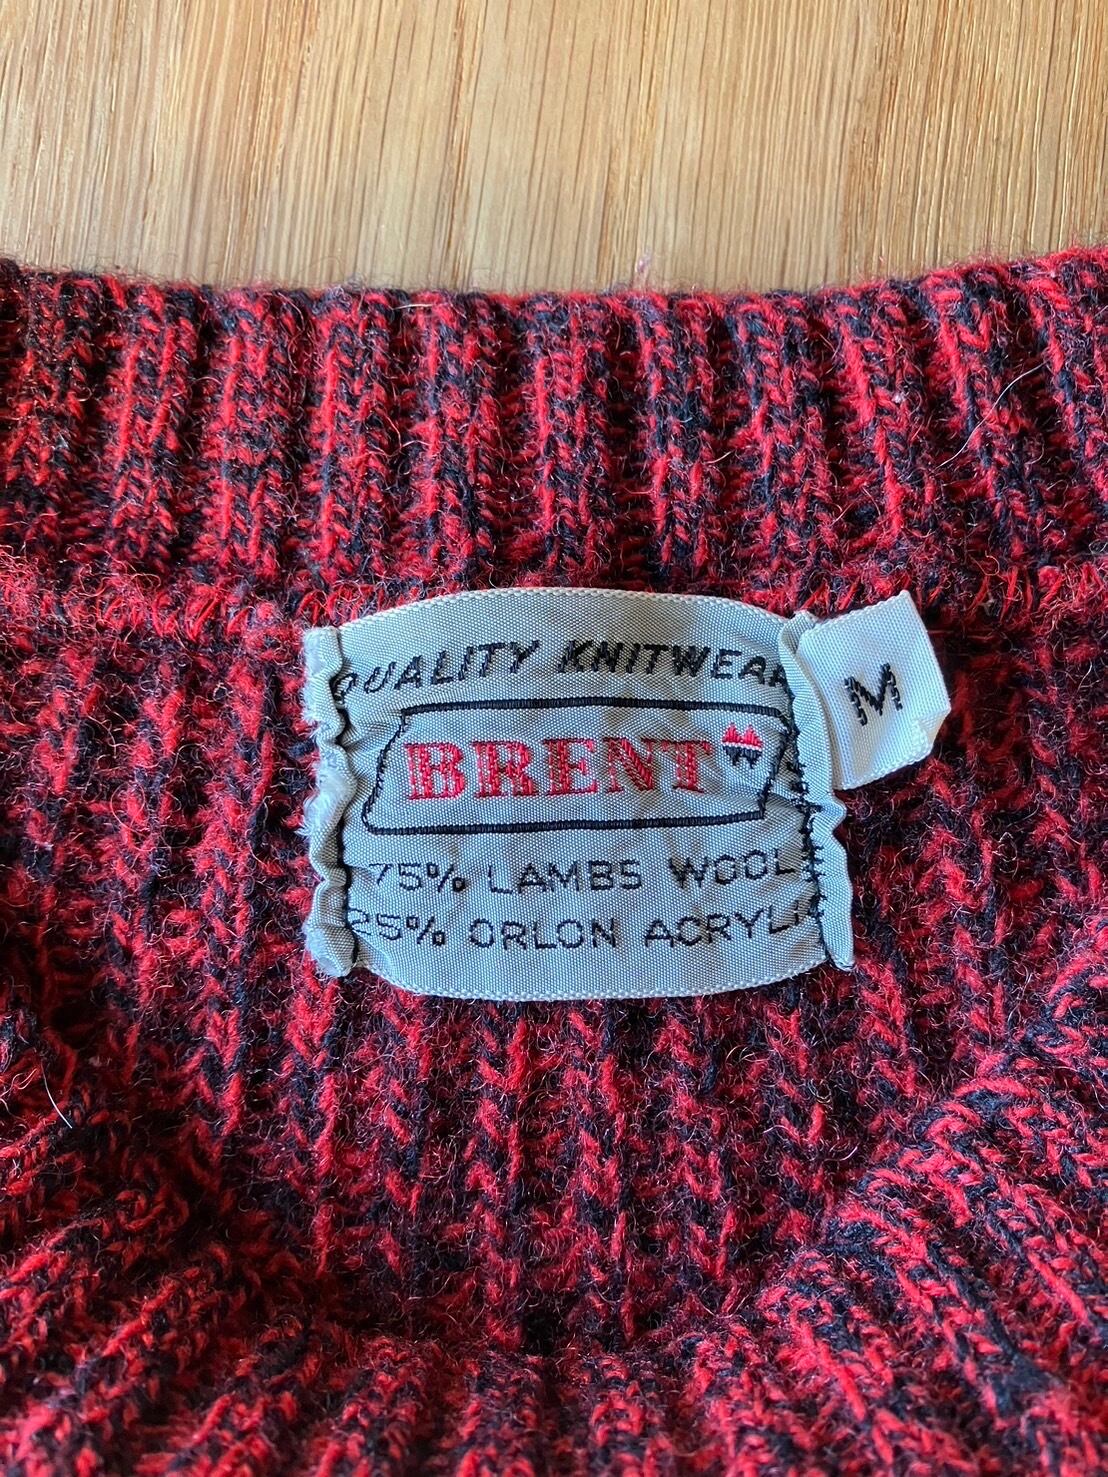 QUALITY KNITWEAR
BRENT
M
75% LAMBS WOOL
25% ORLON ACRYLIC